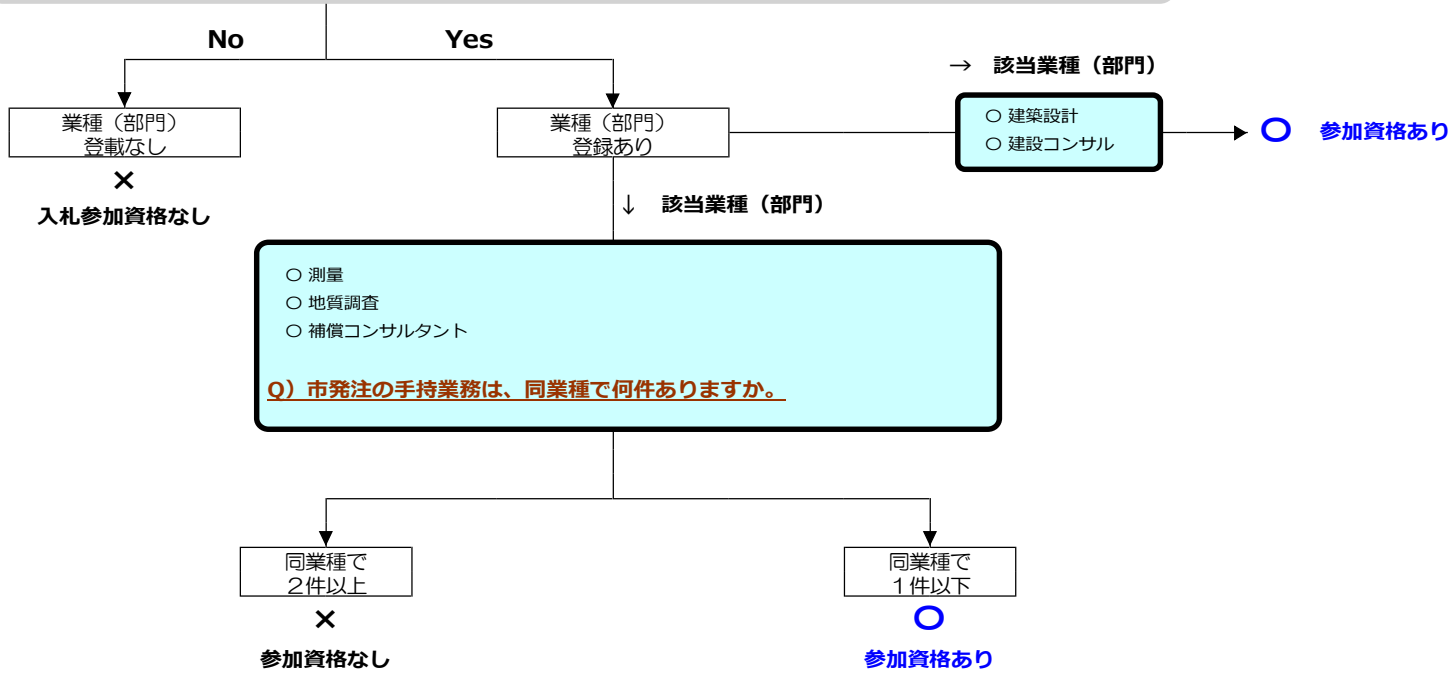 No
Yes
→ 該当業種（部門）
業種（部門）
登載なし
業種（部門）
登録あり
〇 建築設計
〇 建設コンサル
〇 参加資格あり
×
入札参加資格なし
↓ 該当業種（部門）
〇 測量
〇 地質調査
〇 補償コンサルタント
Q）市発注の手持業務は、同業種で何件ありますか。
同業種で
２件以上
同業種で
１件以下
×
〇
参加資格なし
参加資格あり